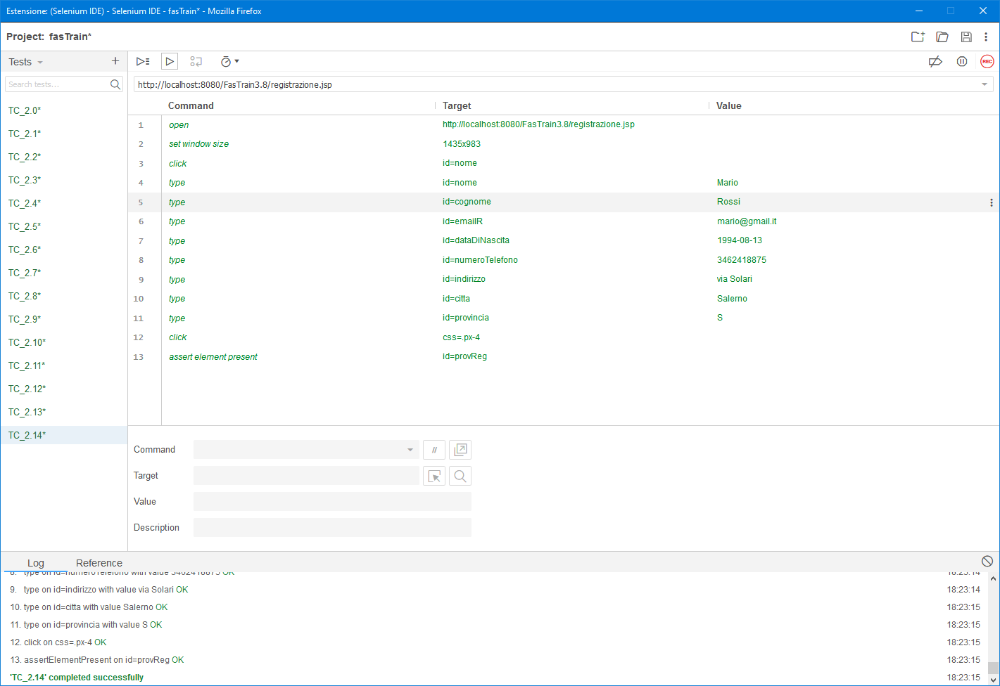 Estensione: (Selenium IDE) - Selenium IDE - fasTrain* - Mozilla Firefox
Project: fasTrain*
Tests
Search tests...
REC
http://localhost:8080/FasTrain3.8/registrazione.jsp
TC_2.0*
TC_2.1*
TC_2.2*
TC_2.3*
TC_2.4*
TC_2.5*
TC_2.6*
TC_2.7*
TC_2.8*
TC_2.9*
TC_2.10*
TC_2.11*
TC_2.12*
TC_2.13*
TC_2.14*
Command Target Value
1 open http://localhost:8080/FasTrain3.8/registrazione.jsp
2 set window size 1435x983
3 click id=nome
4 type id=nome Mario
5 type id=cognome Rossi
6 type id=emailR mario@gmail.it
7 type id=dataDiNascita 1994-08-13
8 type id=numeroTelefono 3462418875
9 type id=indirizzo via Solari
10 type id=citta Salerno
11 type id=provincia S
12 click css=.px-4
13 assert element present id=provReg
Command //
Target
Value
Description
Log Reference
8. type on id=numeroTelefono with value 3462418875 OK 18:23:14
9. type on id=indirizzo with value via Solari OK 18:23:14
10. type on id=citta with value Salerno OK 18:23:15
11. type on id=provincia with value S OK 18:23:15
12. click on css=.px-4 OK 18:23:15
13. assertElementPresent on id=provReg OK 18:23:15
'TC_2.14' completed successfully 18:23:15